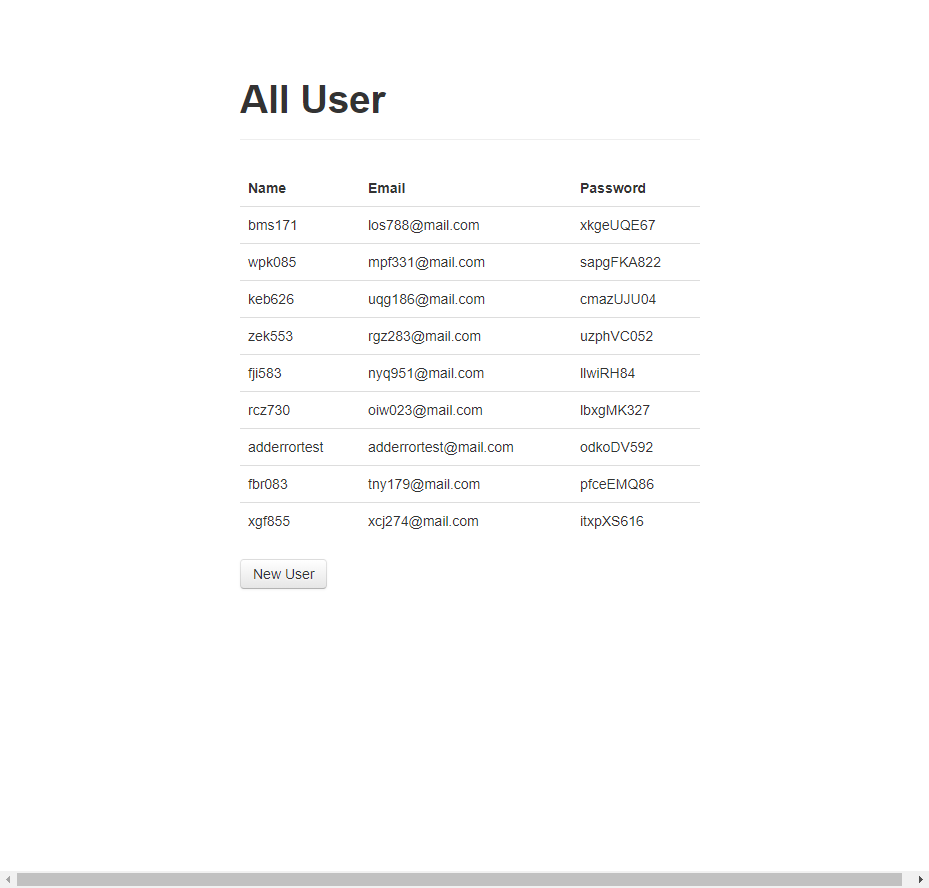 All User
Name Email Password
bms171 los788@mail.com xkgeUQE67
wpk085 mpf331@mail.com sapgFKA822
keb626 uqg186@mail.com cmazUJU04
zek553 rgz283@mail.com uzphVC052
fji583 nyq951@mail.com llwiRH84
rcz730 oiw023@mail.com lbxgMK327
adderrortest adderrortest@mail.com odkoDV592
fbr083 tny179@mail.com pfceEMQ86
xgf855 xcj274@mail.com itxpXS616
New User